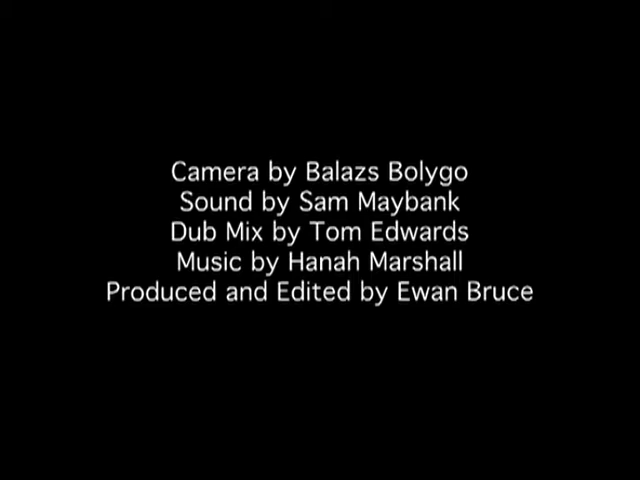 Camera by Balazs Bolygo
Sound by Sam Maybank
Dub Mix by Tom Edwards
Music by Hanah Marshall
Produced and Edited by Ewan Bruce